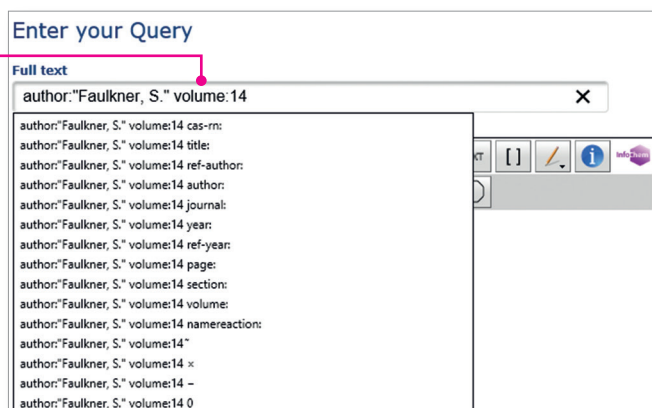 Enter your Query
Full text
author:"Faulkner, S." volume:14
author:"Faulkner, S." volume:14 cas-rn:
author:"Faulkner, S." volume:14 title:
author:"Faulkner, S." volume:14 ref-author:
author:"Faulkner, S." volume:14 author:
author:"Faulkner, S." volume:14 journal:
author:"Faulkner, S." volume:14 year:
author:"Faulkner, S." volume:14 ref-year:
author:"Faulkner, S." volume:14 page:
author:"Faulkner, S." volume:14 section:
author:"Faulkner, S." volume:14 volume:
author:"Faulkner, S." volume:14 namereaction:
author:"Faulkner, S." volume:14~
author:"Faulkner, S." volume:14 ×
author:"Faulkner, S." volume:14 –
author:"Faulkner, S." volume:14 0
[ ]
InfoChem